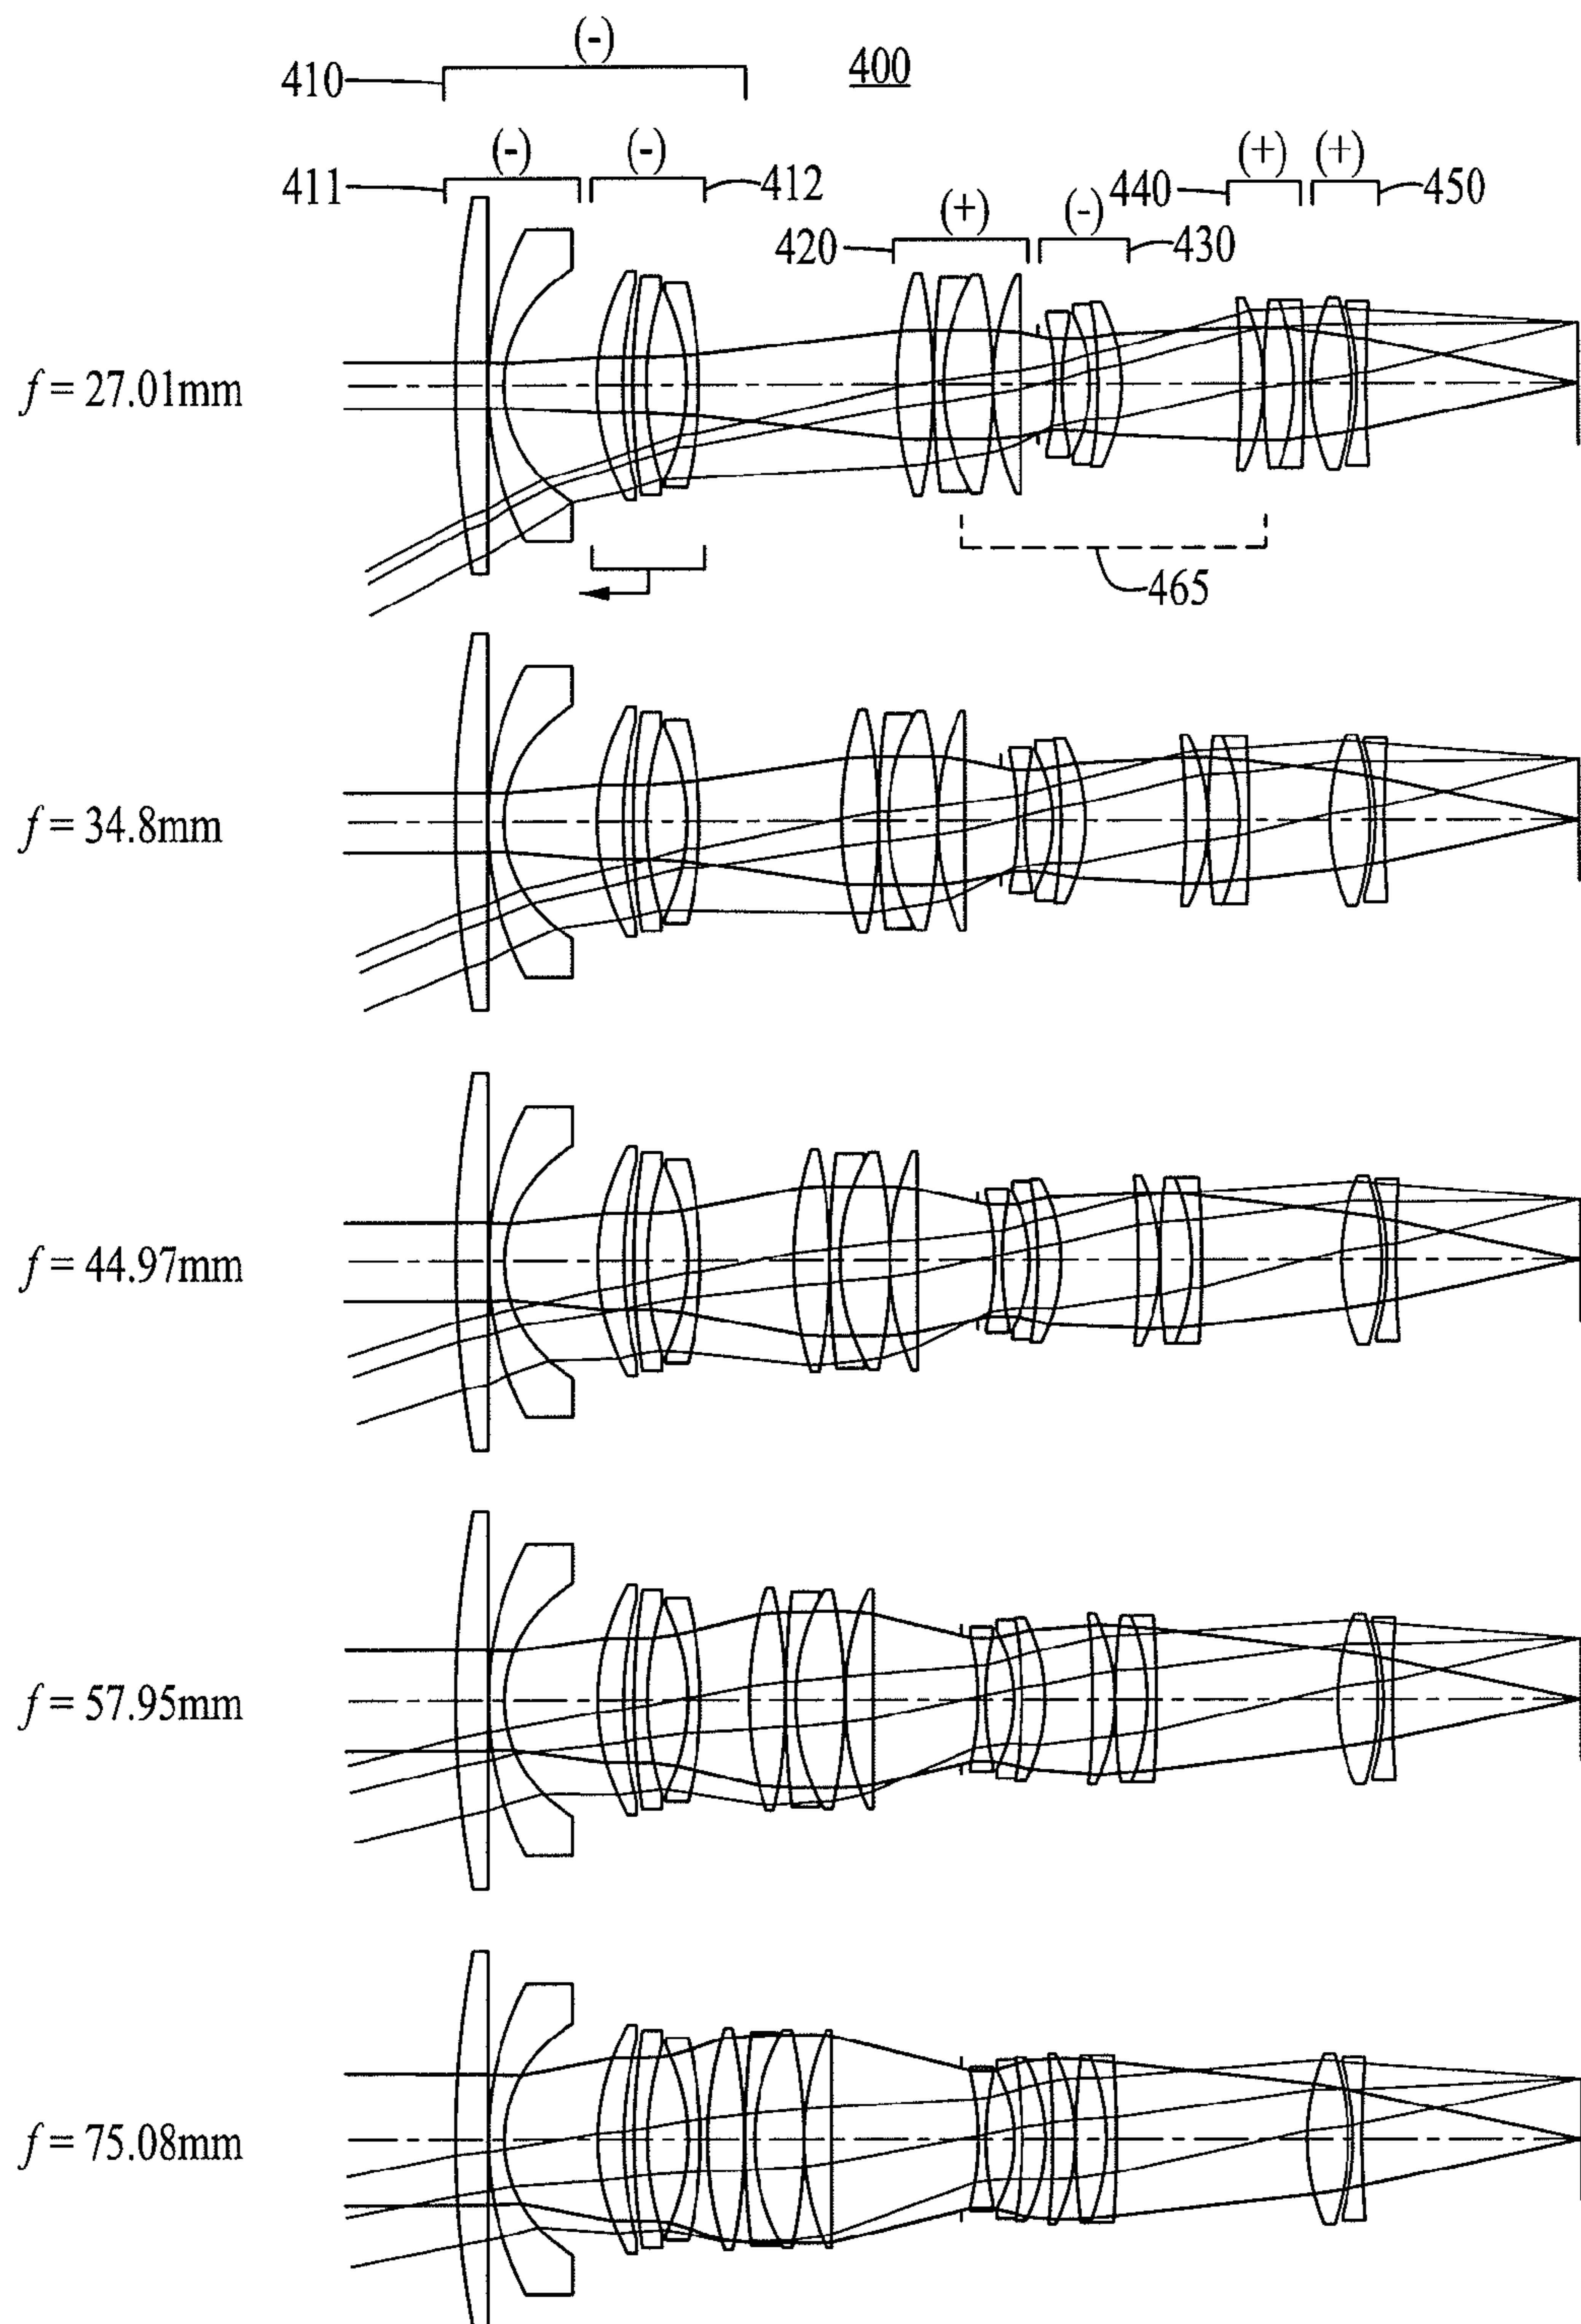 (-)
410
400
(-) (-) (+) (+)
411 412 440 450
(+) (-)
420 430
f = 27.01mm
465
f = 34.8mm
f = 44.97mm
f = 57.95mm
f = 75.08mm